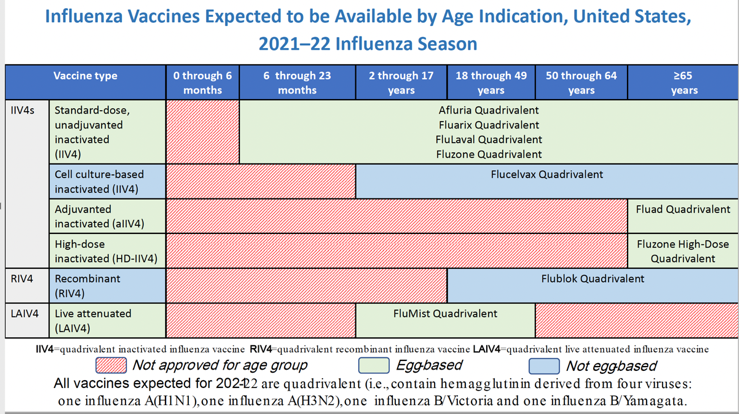 Influenza Vaccines Expected to be Available by Age Indication, United States,
2021–22 Influenza Season
Vaccine type
0 through 6
months
6 through 23
months
2 through 17
years
18 through 49
years
50 through 64
years
≥65
years
IIV4s
Standard-dose,
unadjuvanted
inactivated
(IIV4)
Afluria Quadrivalent
Fluarix Quadrivalent
FluLaval Quadrivalent
Fluzone Quadrivalent
Cell culture-based
inactivated (IIV4)
Flucelvax Quadrivalent
Adjuvanted
inactivated (aIIV4)
Fluad Quadrivalent
High-dose
inactivated (HD-IIV4)
Fluzone High-Dose
Quadrivalent
RIV4
Recombinant
(RIV4)
Flublok Quadrivalent
LAIV4
Live attenuated
(LAIV4)
FluMist Quadrivalent
IIV4=quadrivalent inactivated influenza vaccine RIV4=quadrivalent recombinant influenza vaccine LAIV4=quadrivalent live attenuated influenza vaccine
Not approved for age group
Egg-based
Not egg-based
All vaccines expected for 2021-22 are quadrivalent (i.e., contain hemagglutinin derived from four viruses:
one influenza A(H1N1), one influenza A(H3N2), one influenza B/Victoria and one influenza B/Yamagata.